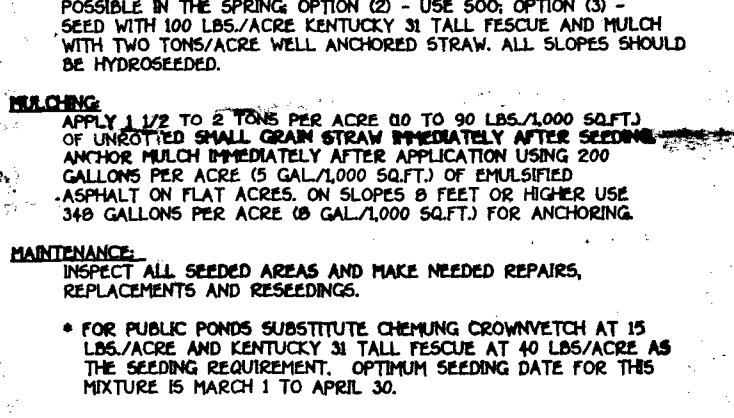 POSSIBLE IN THE SPRING; OPTION (2) - USE SOD; OPTION (3) -
SEED WITH 100 LBS./ACRE KENTUCKY 31 TALL FESCUE AND MULCH
WITH TWO TONS/ACRE WELL ANCHORED STRAW. ALL SLOPES SHOULD
BE HYDROSEEDED.
MULCHING:
APPLY 1 1/2 TO 2 TONS PER ACRE (10 TO 90 LBS./1,000 SQ.FT.)
OF UNROTTED SMALL GRAIN STRAW IMMEDIATELY AFTER SEEDING.
ANCHOR MULCH IMMEDIATELY AFTER APPLICATION USING 200
GALLONS PER ACRE (5 GAL./1,000 SQ.FT.) OF EMULSIFIED
ASPHALT ON FLAT ACRES. ON SLOPES 8 FEET OR HIGHER USE
348 GALLONS PER ACRE (8 GAL./1,000 SQ.FT.) FOR ANCHORING.
MAINTENANCE:
INSPECT ALL SEEDED AREAS AND MAKE NEEDED REPAIRS,
REPLACEMENTS AND RESEEDINGS.
* FOR PUBLIC PONDS SUBSTITUTE CHEMUNG CROWNVETCH AT 15
LBS./ACRE AND KENTUCKY 31 TALL FESCUE AT 40 LBS/ACRE AS
THE SEEDING REQUIREMENT. OPTIMUM SEEDING DATE FOR THIS
MIXTURE IS MARCH 1 TO APRIL 30.